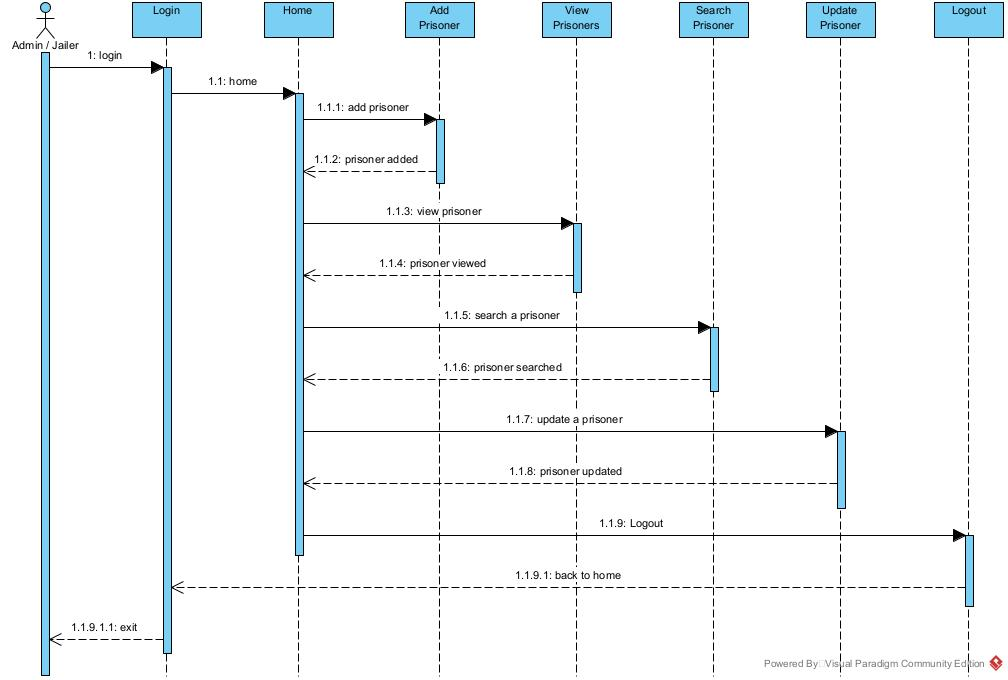 Login
Home
Add
Prisoner
View
Prisoners
Search
Prisoner
Update
Prisoner
Logout
Admin / Jailer
1: login
1.1: home
1.1.1: add prisoner
1.1.2: prisoner added
1.1.3: view prisoner
1.1.4: prisoner viewed
1.1.5: search a prisoner
1.1.6: prisoner searched
1.1.7: update a prisoner
1.1.8: prisoner updated
1.1.9: Logout
1.1.9.1: back to home
1.1.9.1.1: exit
Powered By Visual Paradigm Community Edition